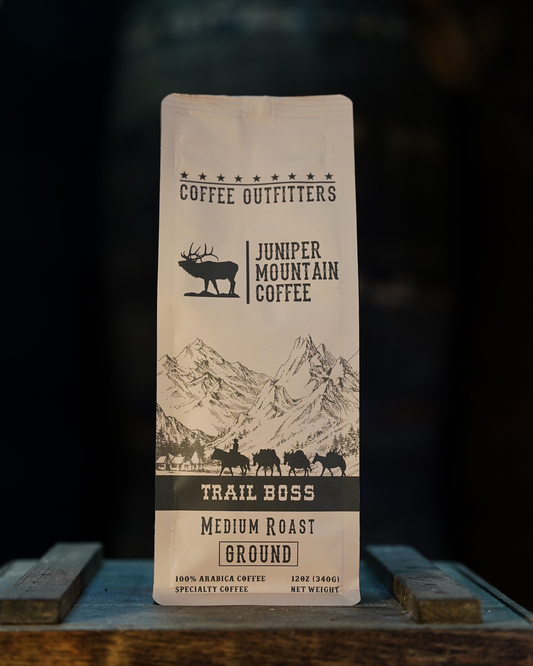 COFFEE OUTFITTERS
JUNIPER
MOUNTAIN
COFFEE
TRAIL BOSS
MEDIUM ROAST
GROUND
100% ARABICA COFFEE
SPECIALTY COFFEE
12OZ (340G)
NET WEIGHT